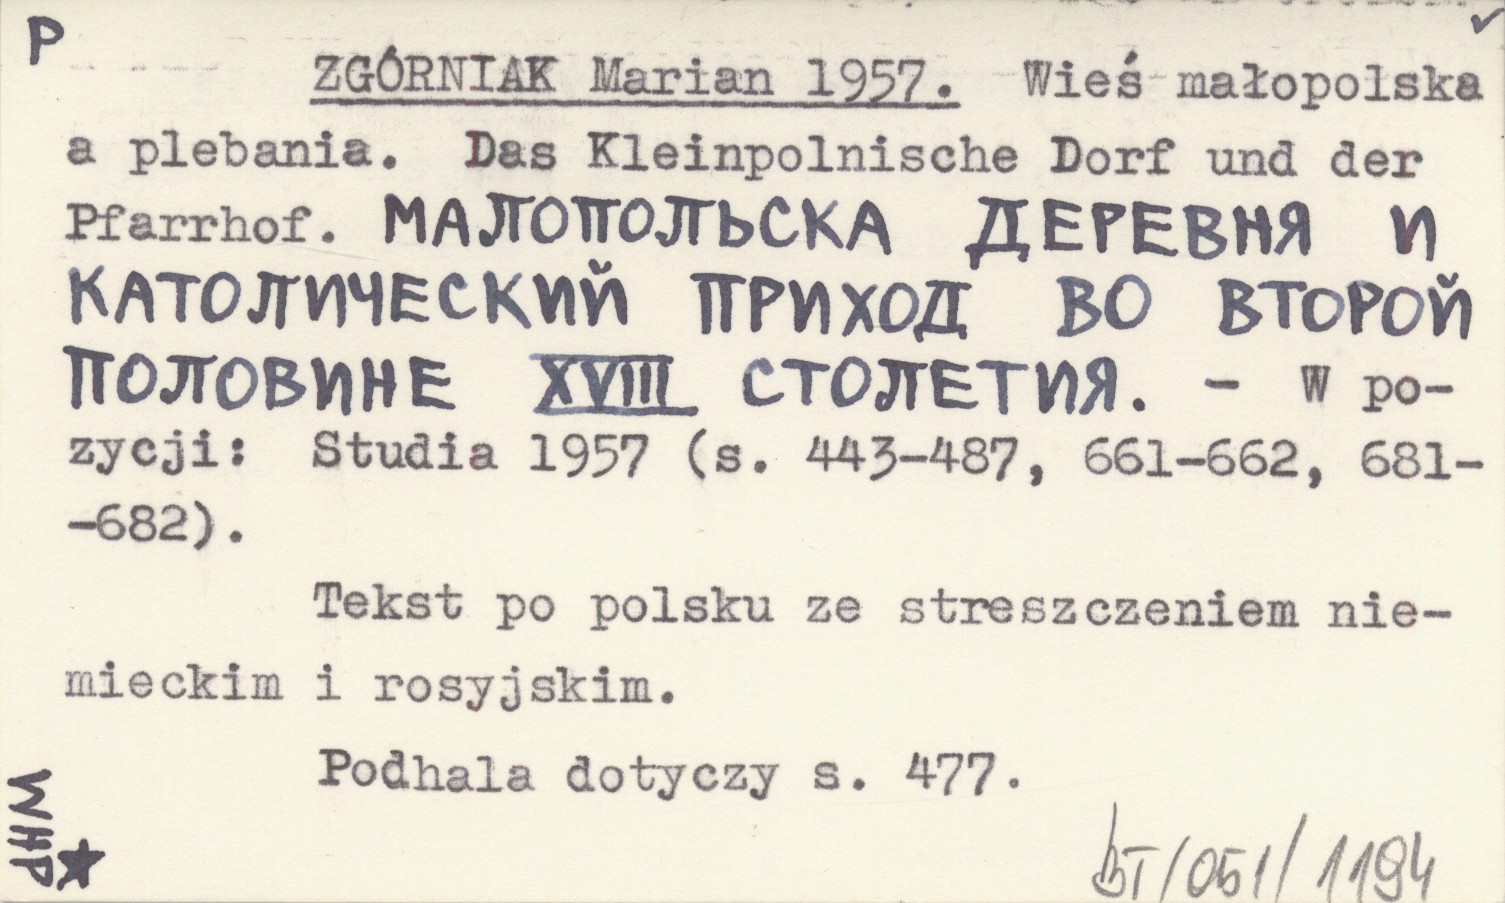 P
ZGÓRNIAK Marian 1957. Wieś małopolska
a plebania. Das Kleinpolnische Dorf und der
Pfarrhof. МАЛОПОЛЬСКА ДЕРЕВНЯ И
КАТОЛИЧЕСКИЙ ПРИХОД ВО ВТОРОЙ
ПОЛОВИНЕ XVIII СТОЛЕТИЯ. - W po-
zycji: Studia 1957 (s. 443-487, 661-662, 681-
-682).
Tekst po polsku ze streszczeniem nie-
mieckim i rosyjskim.
Podhala dotyczy s. 477.
WHP
BT/051/1194